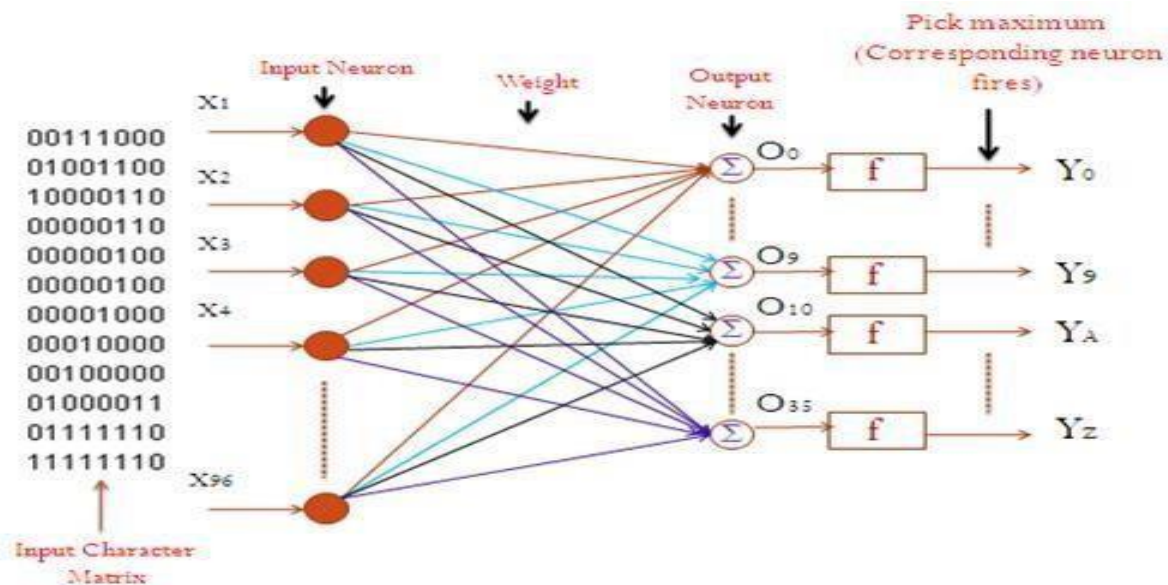 Pick maximum
(Corresponding neuron
fires)
Input Neuron
Weight
Output
Neuron
X1
X2
X3
X4
X96
00111000
01001100
10000110
00000110
00000100
00000100
00001000
00010000
00100000
01000011
01111110
11111110
Input Character
Matrix
Σ
O0
f
Y0
Σ
O9
f
Y9
Σ
O10
f
YA
Σ
O35
f
YZ